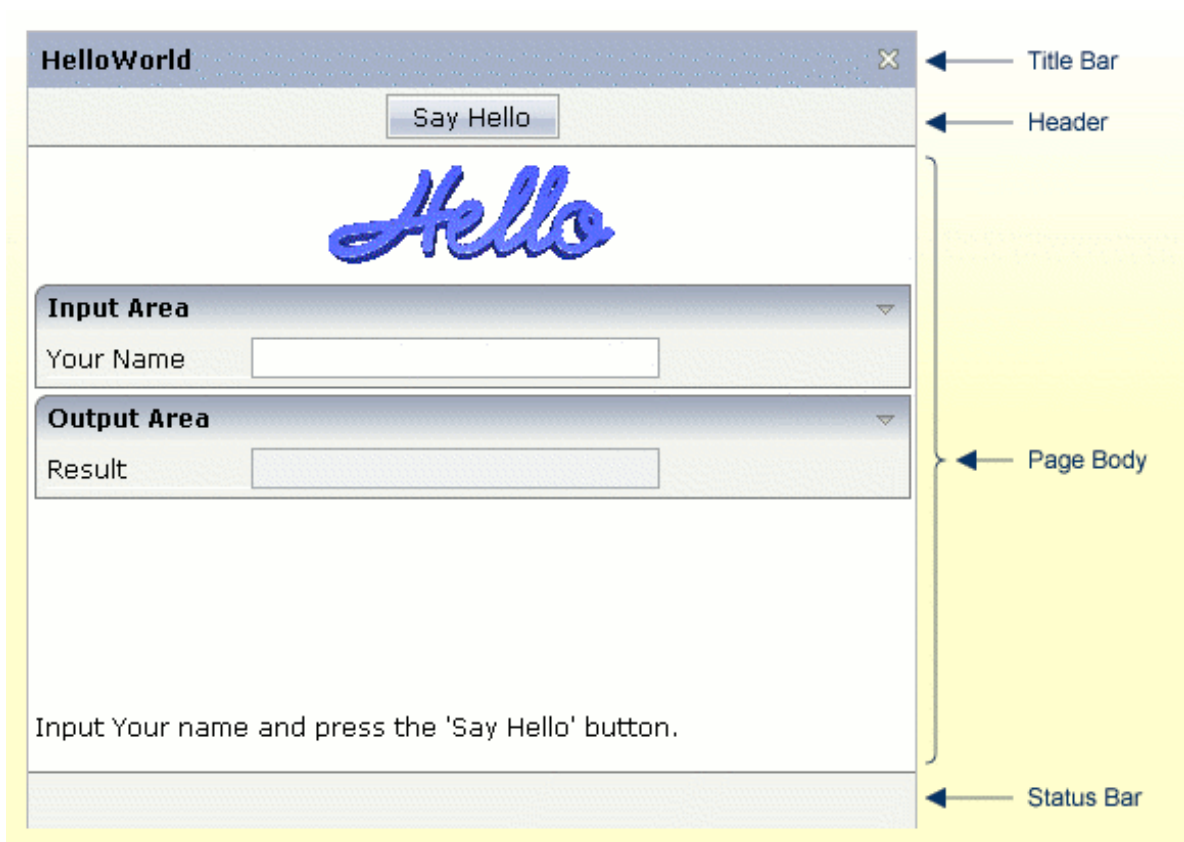 HelloWorld
Title Bar
Say Hello
Header
Hello
Input Area
Your Name
Output Area
Result
Page Body
Input Your name and press the 'Say Hello' button.
Status Bar